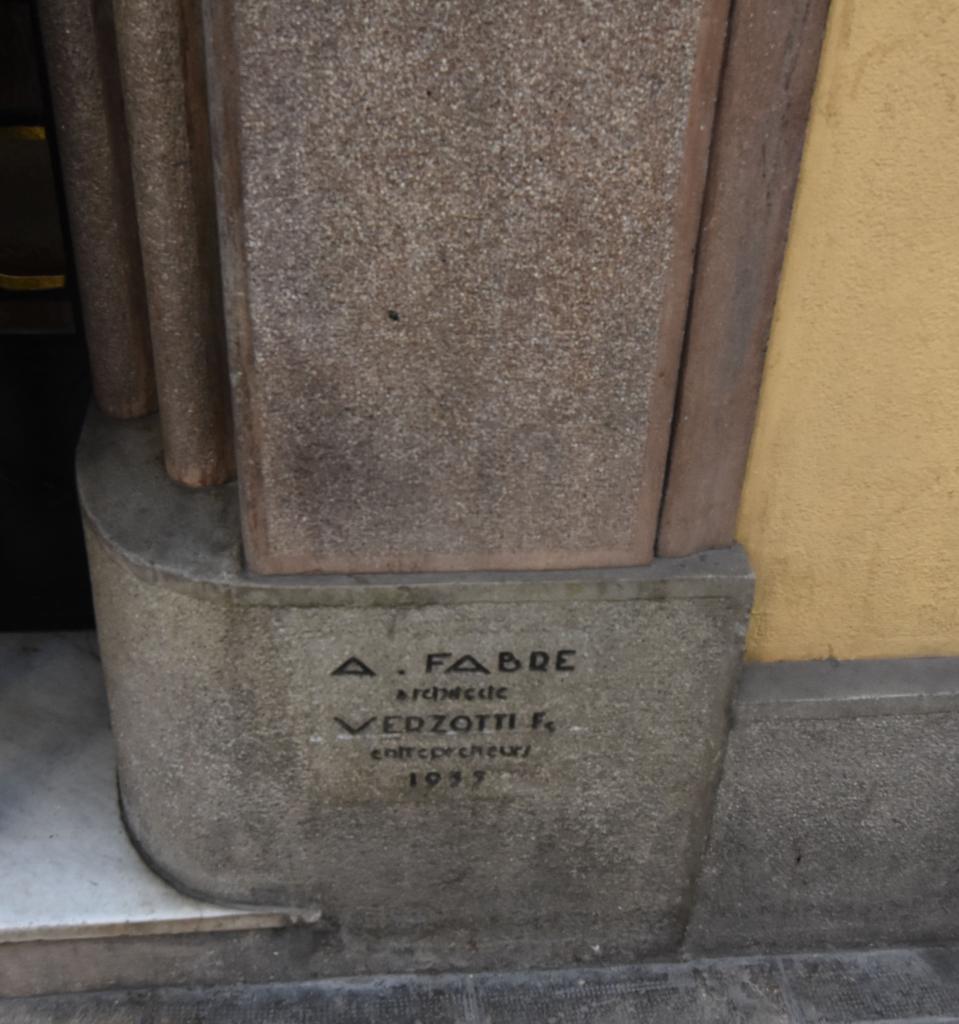 A. FABRE
architecte
VERZOTTI Fs
entrepreneurs